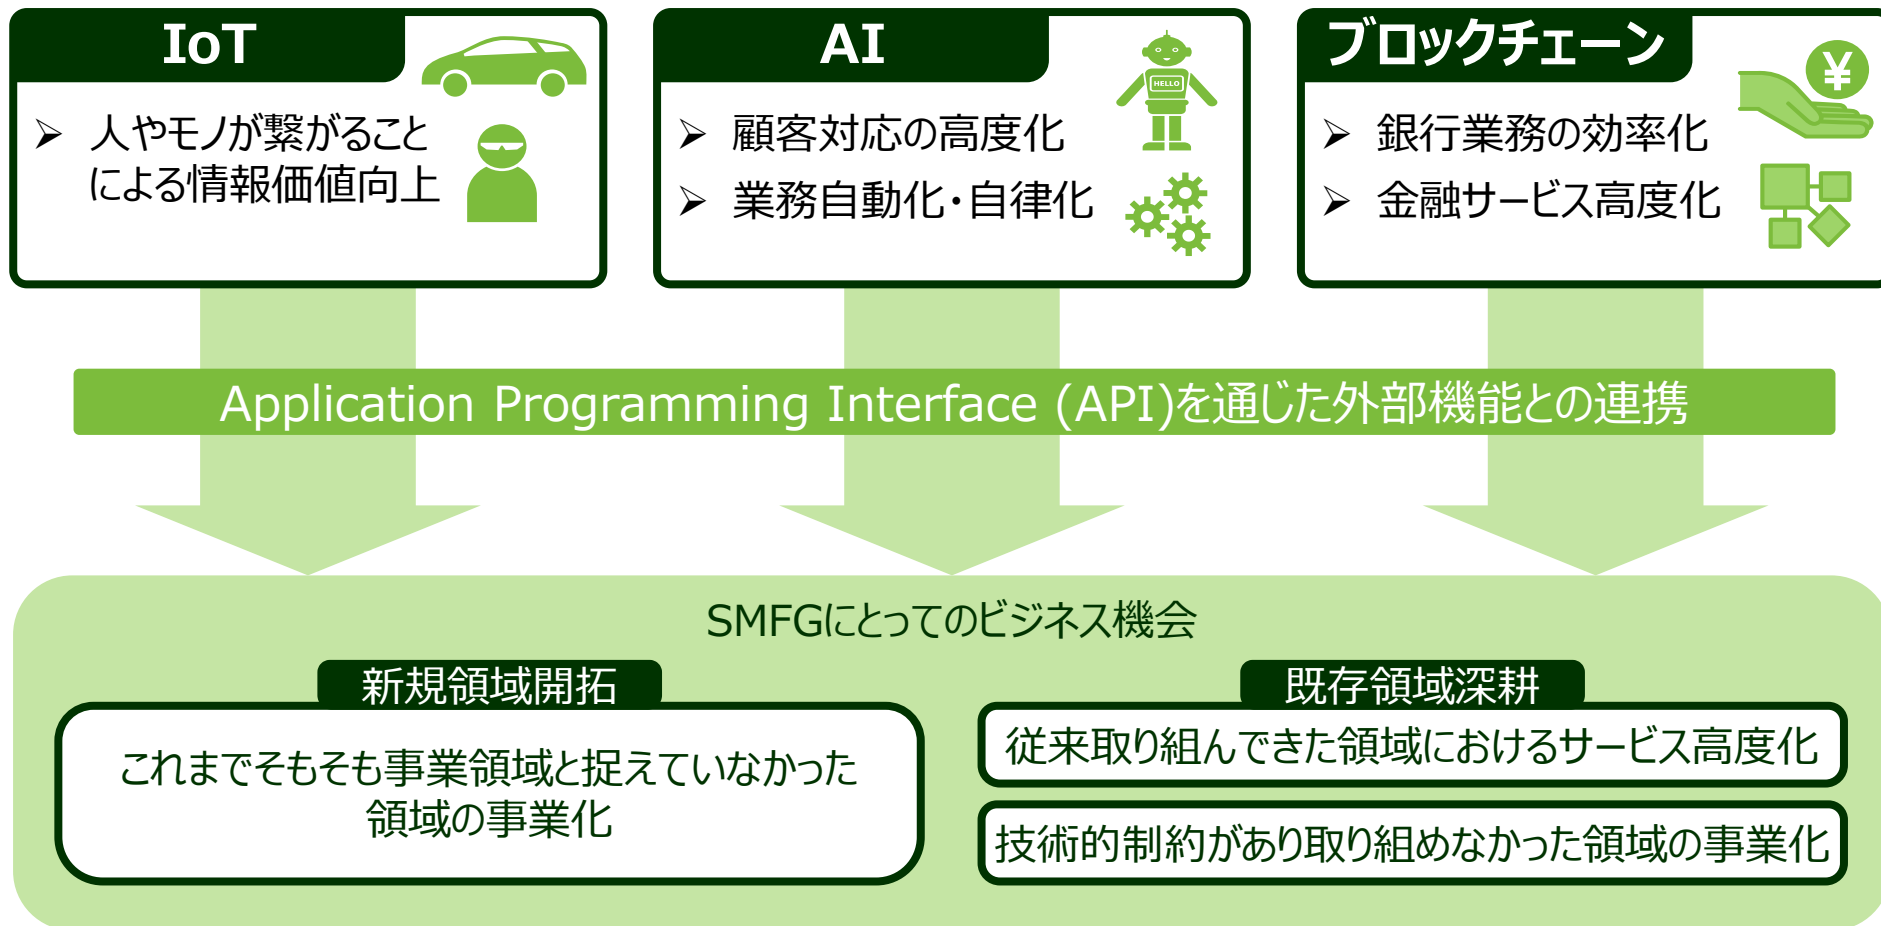 IoT
➢ 人やモノが繋がること
による情報価値向上
AI
HELLO
➢ 顧客対応の高度化
➢ 業務自動化・自律化
ブロックチェーン
¥
➢ 銀行業務の効率化
➢ 金融サービス高度化
Application Programming Interface (API)を通じた外部機能との連携
SMFGにとってのビジネス機会
新規領域開拓
これまでそもそも事業領域と捉えていなかった
領域の事業化
既存領域深耕
従来取り組んできた領域におけるサービス高度化
技術的制約があり取り組めなかった領域の事業化